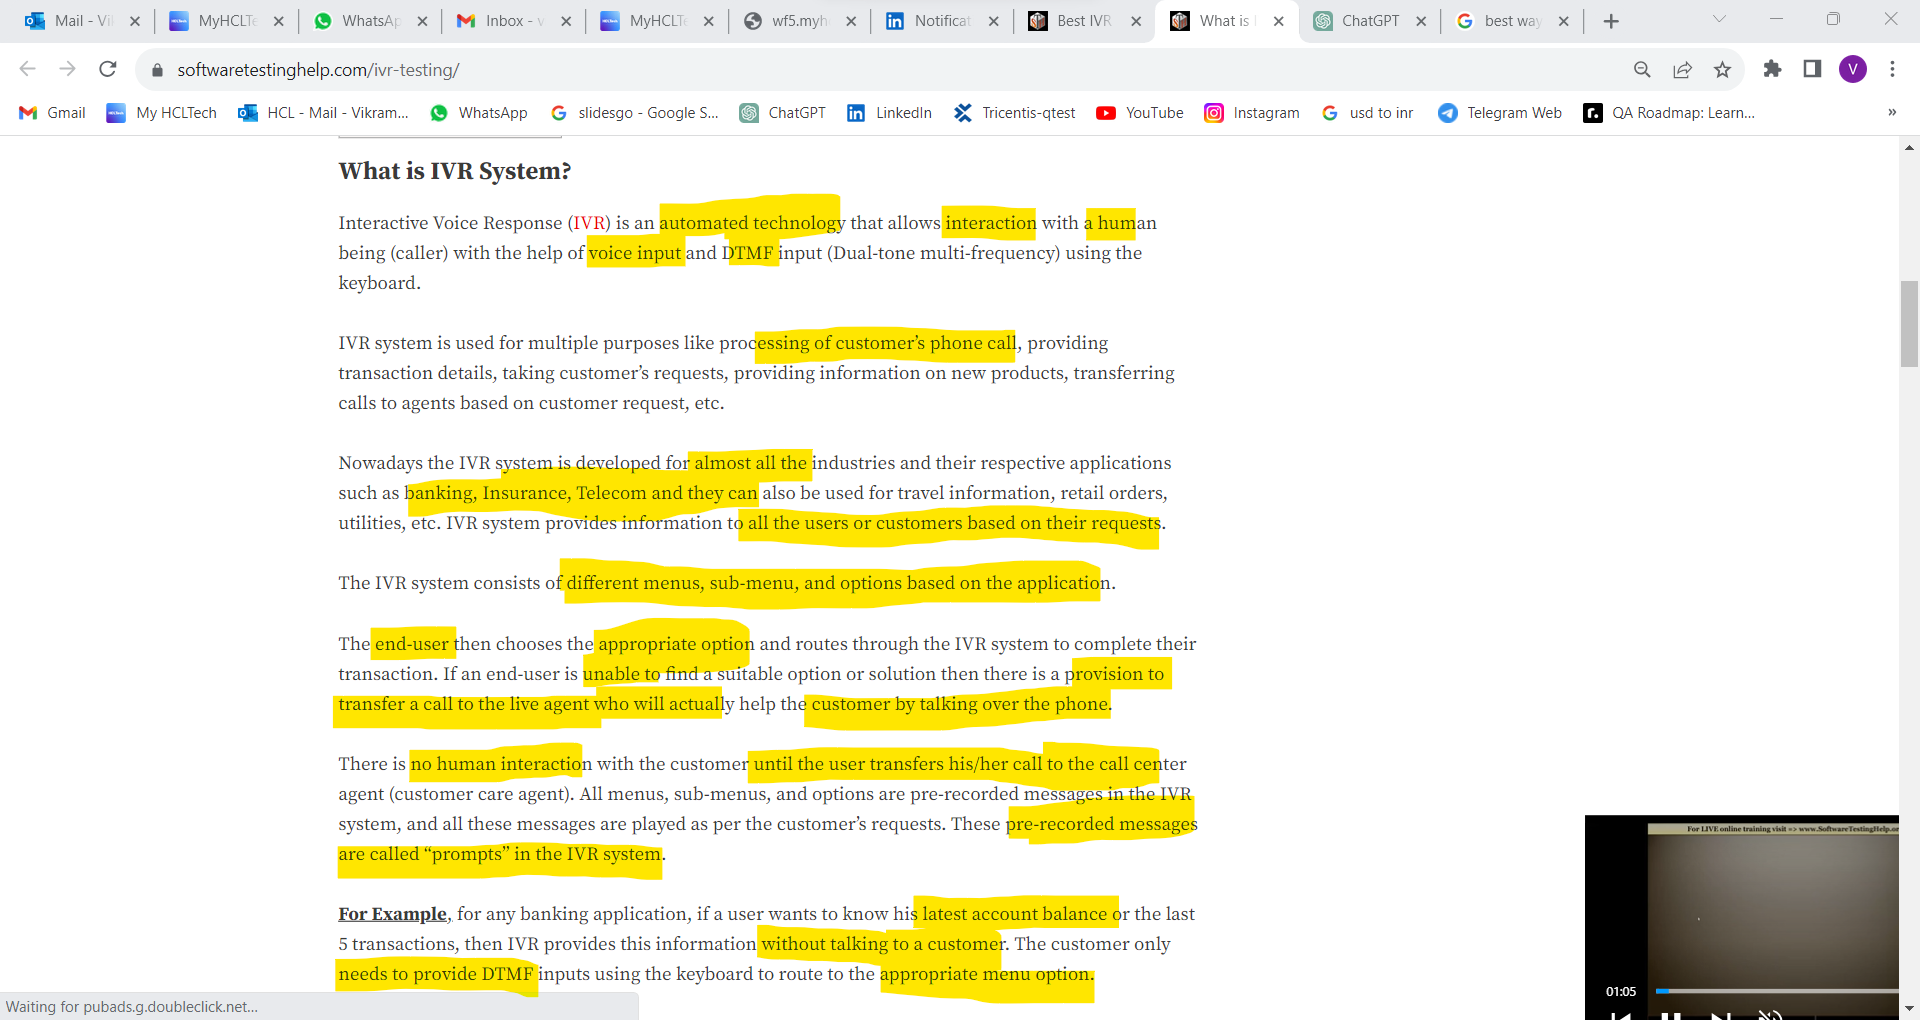 Mail - Vi
MyHCLTe
WhatsAp
Inbox - v
MyHCLTe
wf5.myh
Notificat
Best IVR
What is
ChatGPT
best way
softwaretestinghelp.com/ivr-testing/
V
Gmail
My HCLTech
HCL - Mail - Vikram...
WhatsApp
slidesgo - Google S...
ChatGPT
LinkedIn
Tricentis-qtest
YouTube
Instagram
usd to inr
Telegram Web
QA Roadmap: Learn...
»
What is IVR System?
Interactive Voice Response (IVR) is an automated technology that allows interaction with a human
being (caller) with the help of voice input and DTMF input (Dual-tone multi-frequency) using the
keyboard.
IVR system is used for multiple purposes like processing of customer’s phone call, providing
transaction details, taking customer’s requests, providing information on new products, transferring
calls to agents based on customer request, etc.
Nowadays the IVR system is developed for almost all the industries and their respective applications
such as banking, Insurance, Telecom and they can also be used for travel information, retail orders,
utilities, etc. IVR system provides information to all the users or customers based on their requests.
The IVR system consists of different menus, sub-menu, and options based on the application.
The end-user then chooses the appropriate option and routes through the IVR system to complete their
transaction. If an end-user is unable to find a suitable option or solution then there is a provision to
transfer a call to the live agent who will actually help the customer by talking over the phone.
There is no human interaction with the customer until the user transfers his/her call to the call center
agent (customer care agent). All menus, sub-menus, and options are pre-recorded messages in the IVR
system, and all these messages are played as per the customer’s requests. These pre-recorded messages
are called “prompts” in the IVR system.
For Example, for any banking application, if a user wants to know his latest account balance or the last
5 transactions, then IVR provides this information without talking to a customer. The customer only
needs to provide DTMF inputs using the keyboard to route to the appropriate menu option.
For LIVE online training visit => www.SoftwareTestingHelp.or
01:05
Waiting for pubads.g.doubleclick.net...